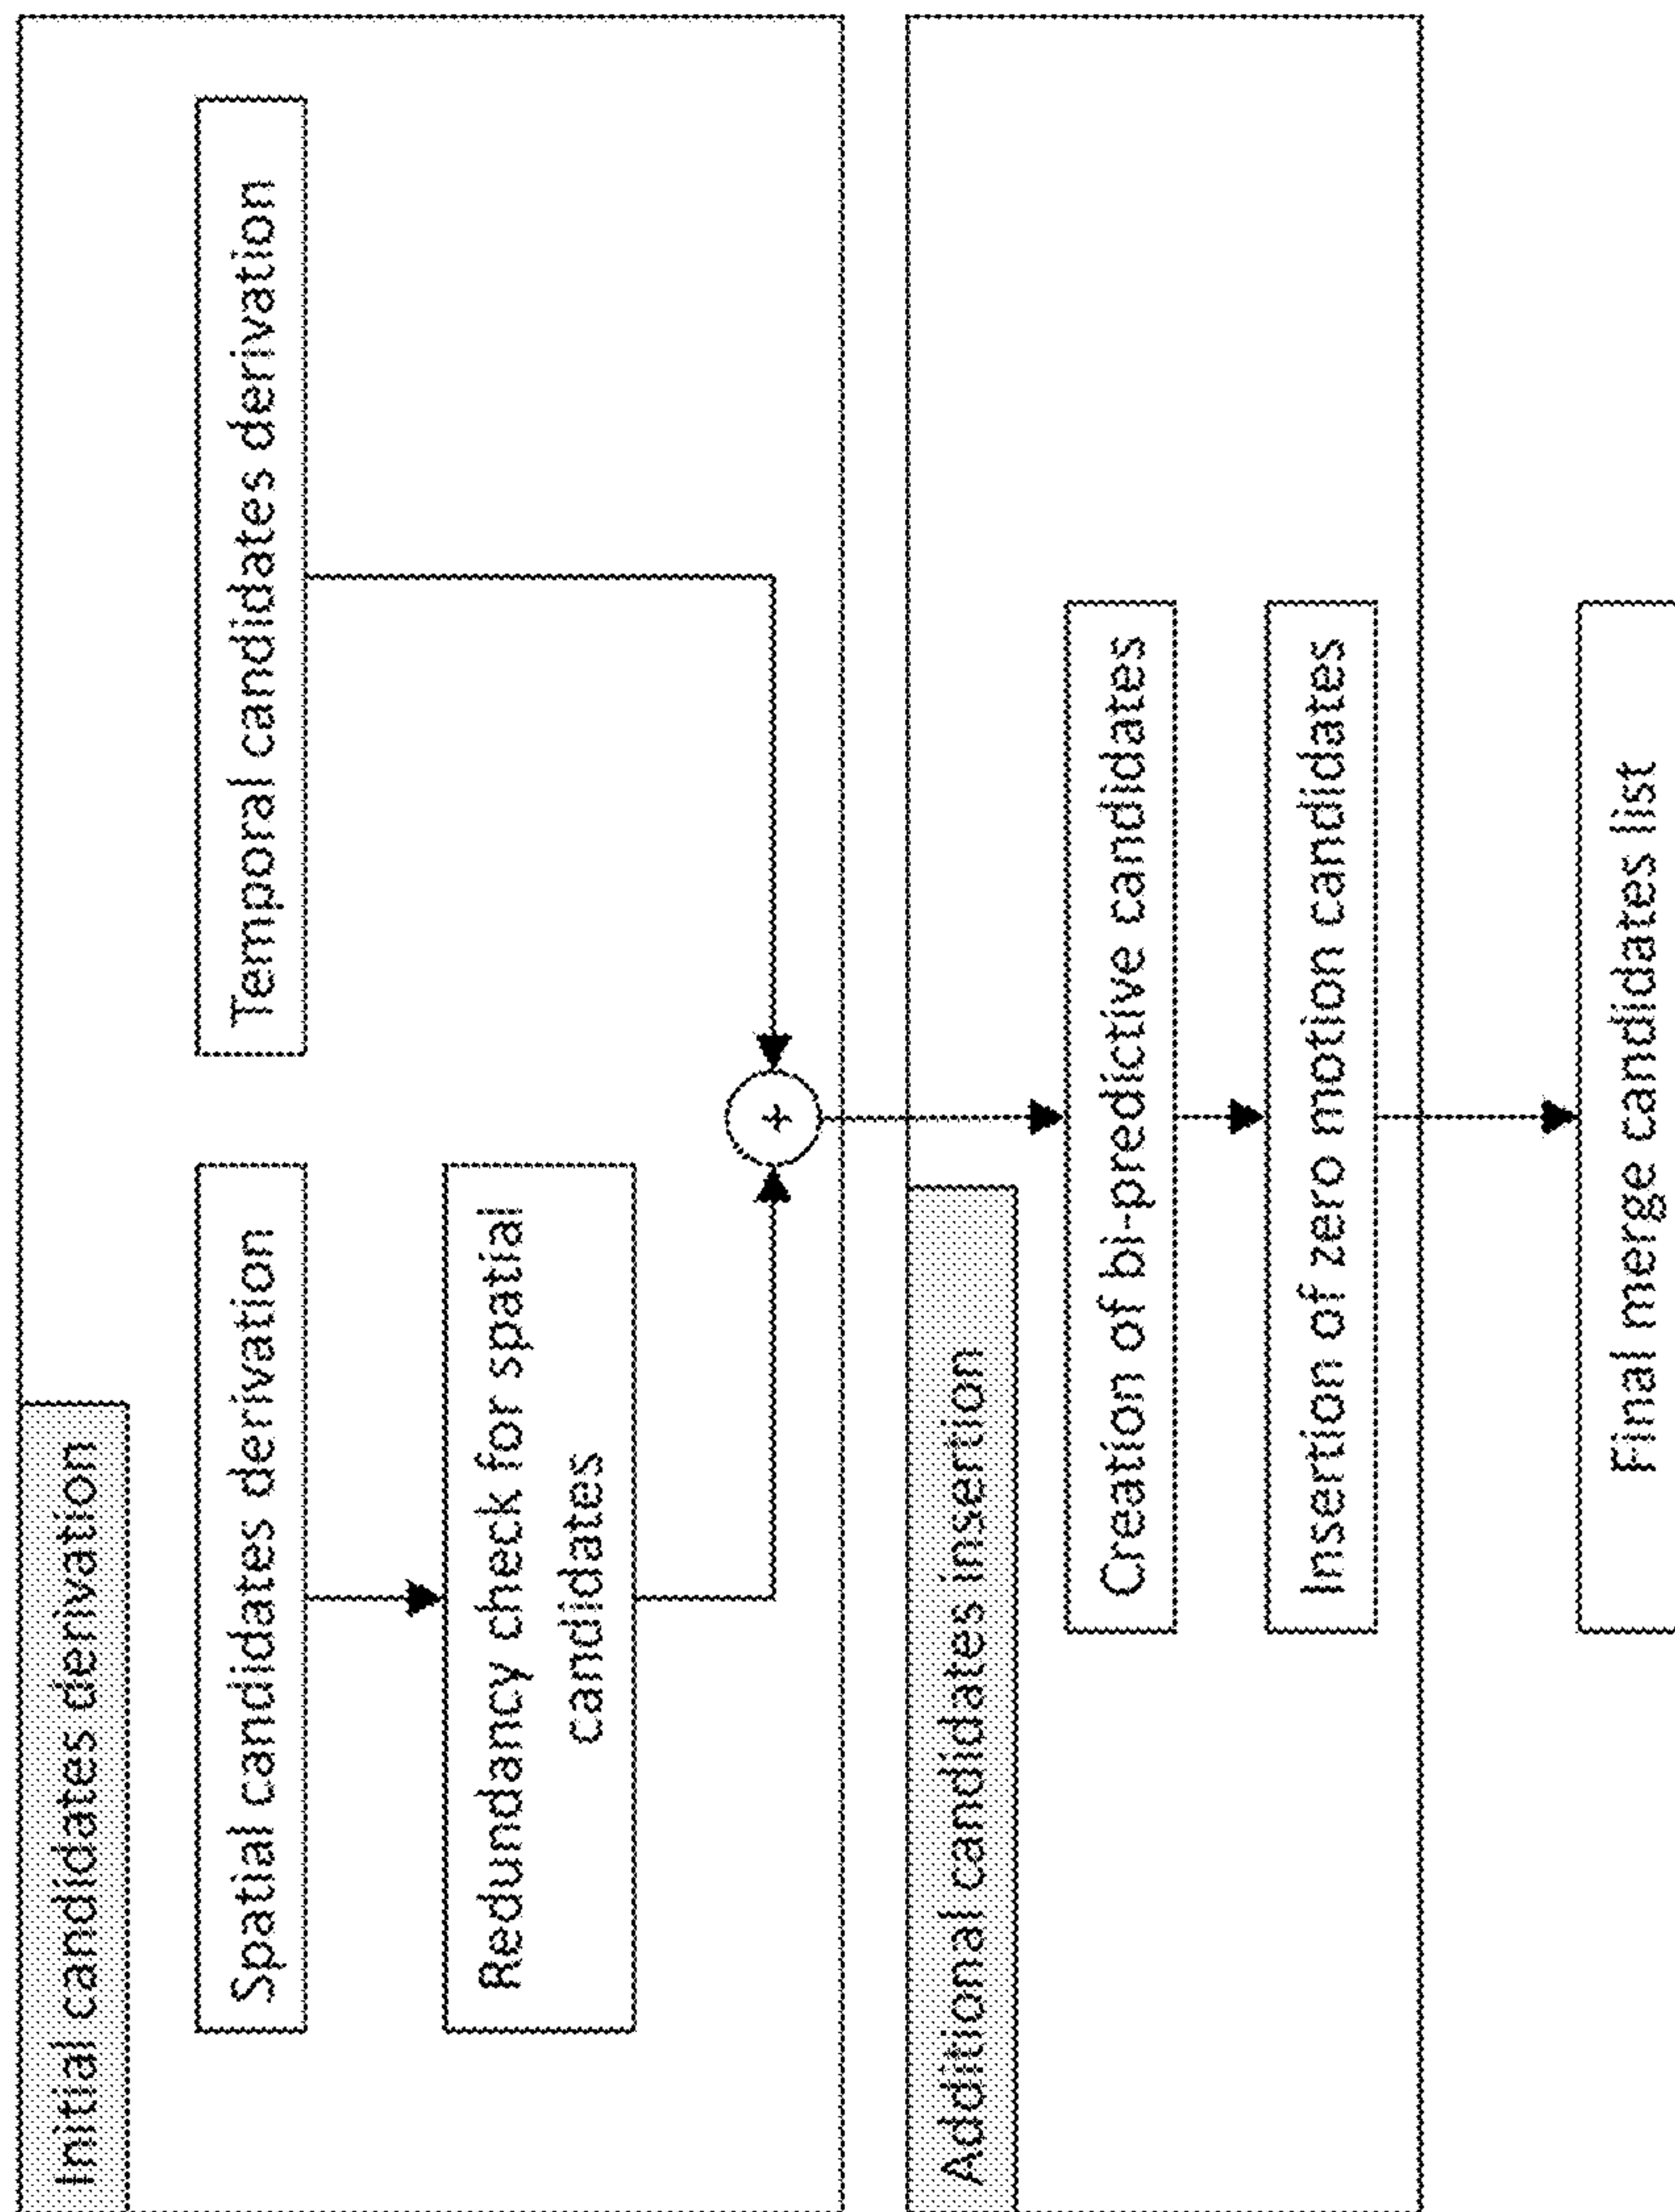 Initial candidates derivation
Spatial candidates derivation
Temporal candidates derivation
Redundancy check for spatial
candidates
+
Additional candidates insertion
Creation of bi-predictive candidates
Insertion of zero motion candidates
Final merge candidates list